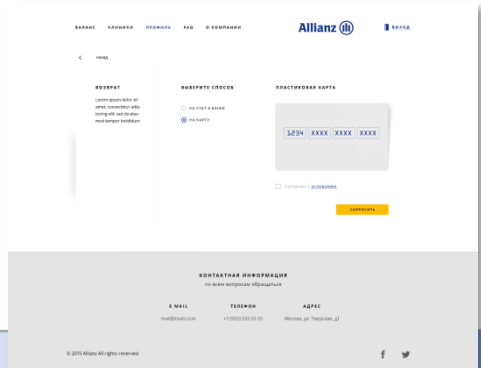 БАЛАНС КЛИНИКИ ПРОФИЛЬ FAQ О КОМПАНИИ
Allianz
ВЫХОД
НАЗАД
ВОЗВРАТ
Lorem ipsum dolor sit
amet, consectetur adip-
isicing elit, sed do eius-
mod tempor incididunt
ВЫБЕРИТЕ СПОСОБ
НА СЧЕТ В БАНКЕ
НА КАРТУ
ПЛАСТИКОВАЯ КАРТА
1234 XXXX XXXX XXXX
Согласен с условиями
ЗАПРОСИТЬ
КОНТАКТНАЯ ИНФОРМАЦИЯ
по всем вопросам обращаться
E MAIL ТЕЛЕФОН АДРЕС
mail@mail.com +7 (955) 555 55 55 Москва, ул. Тверская, д1
© 2015 Allianz All rights reserved